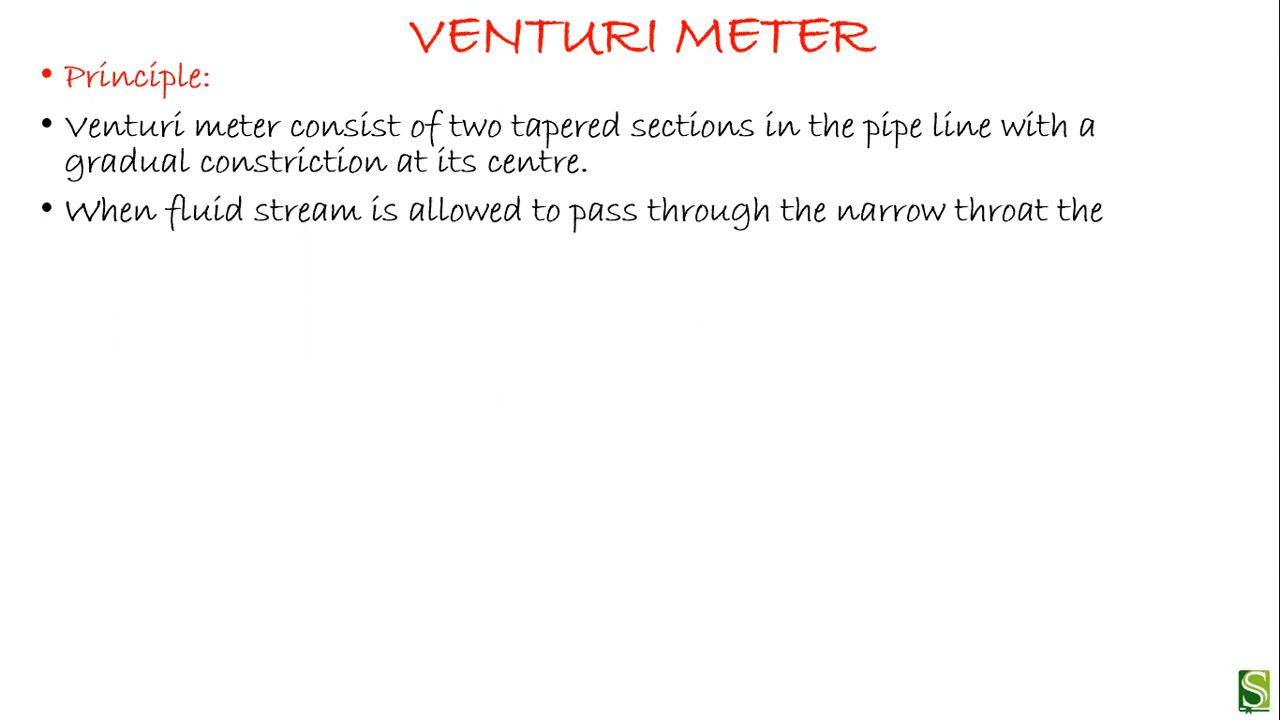 VENTURI METER
• Principle:
• Venturi meter consist of two tapered sections in the pipe line with a
gradual constriction at its centre.
• When fluid stream is allowed to pass through the narrow throat the
S